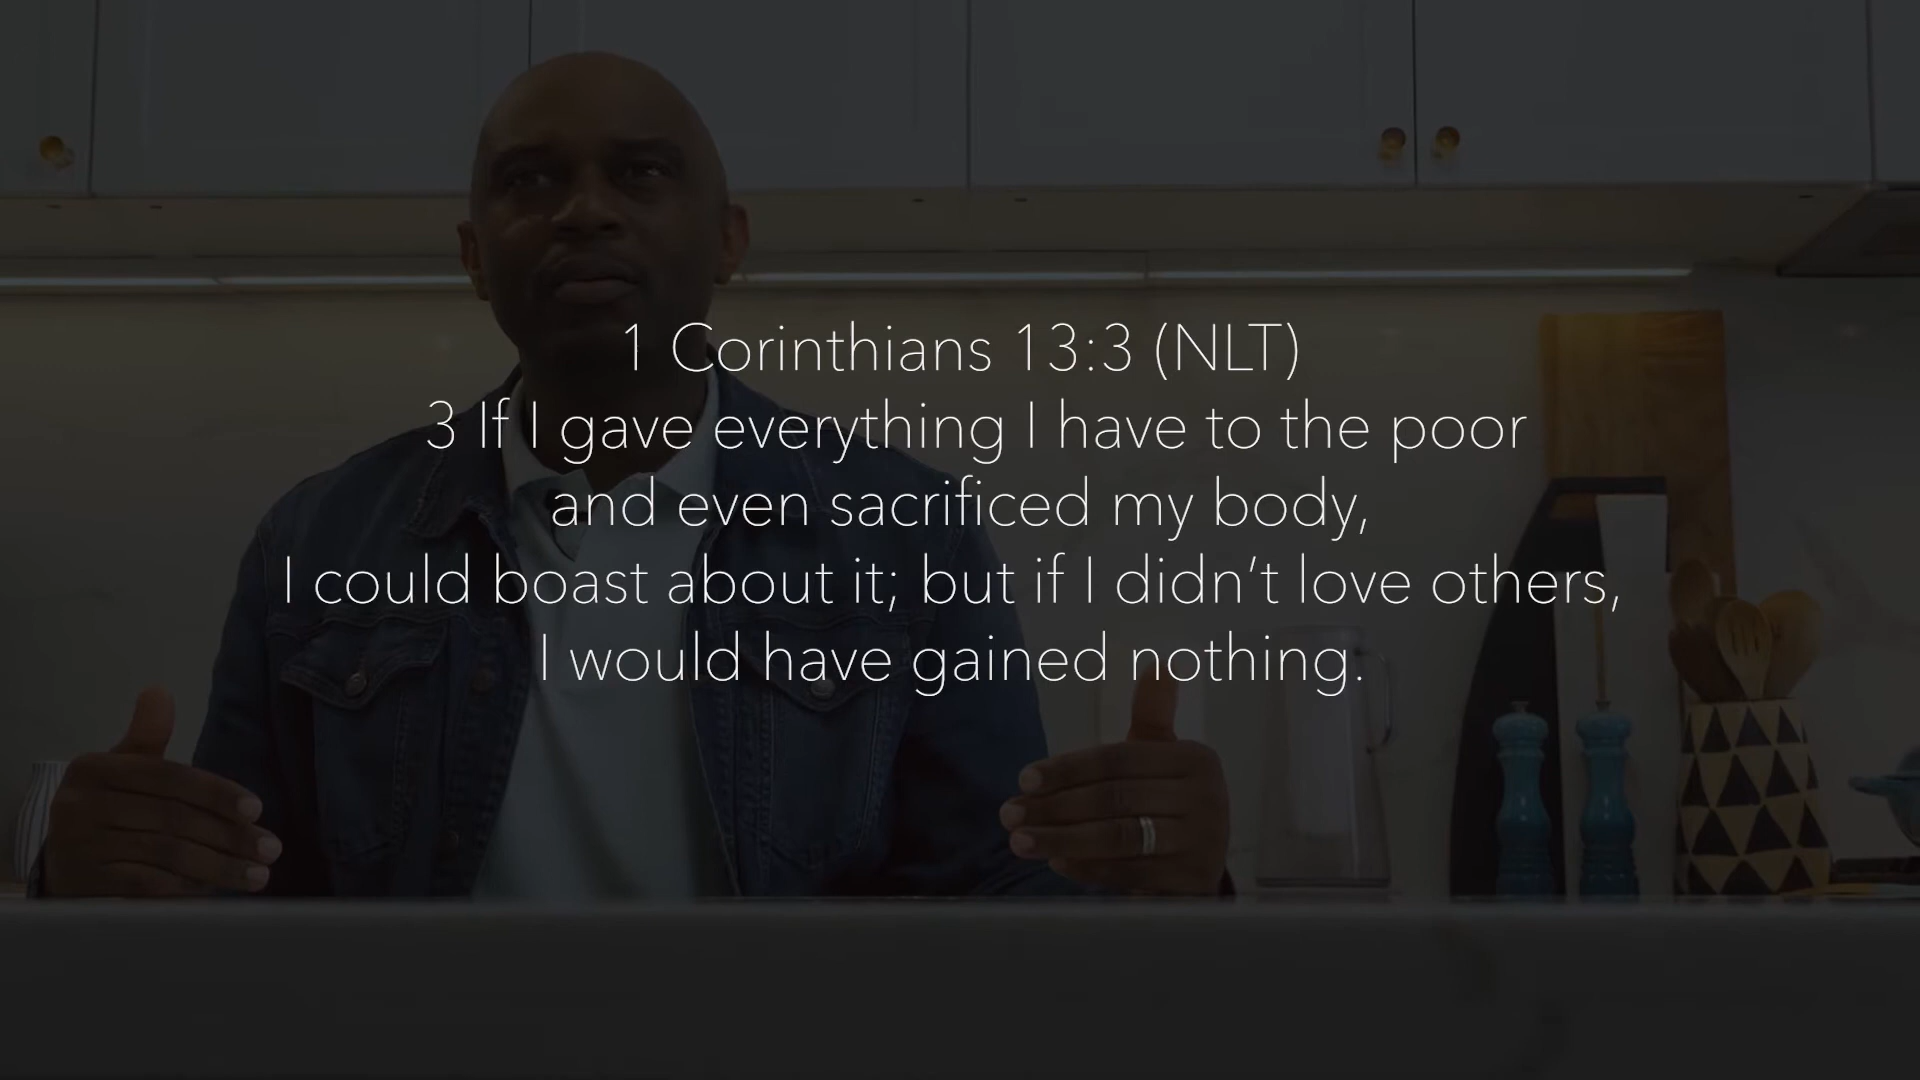 1 Corinthians 13:3 (NLT)
3 If I gave everything I have to the poor
and even sacrificed my body,
I could boast about it; but if I didn’t love others,
I would have gained nothing.